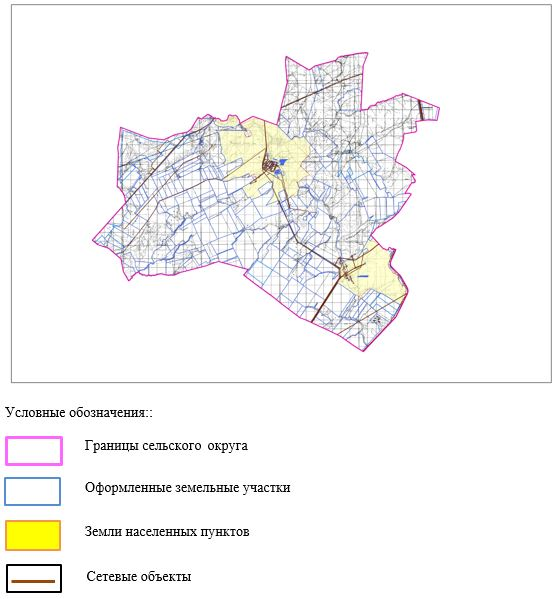 Условные обозначения::
Границы сельского округа
Оформленные земельные участки
Земли населенных пунктов
Сетевые объекты